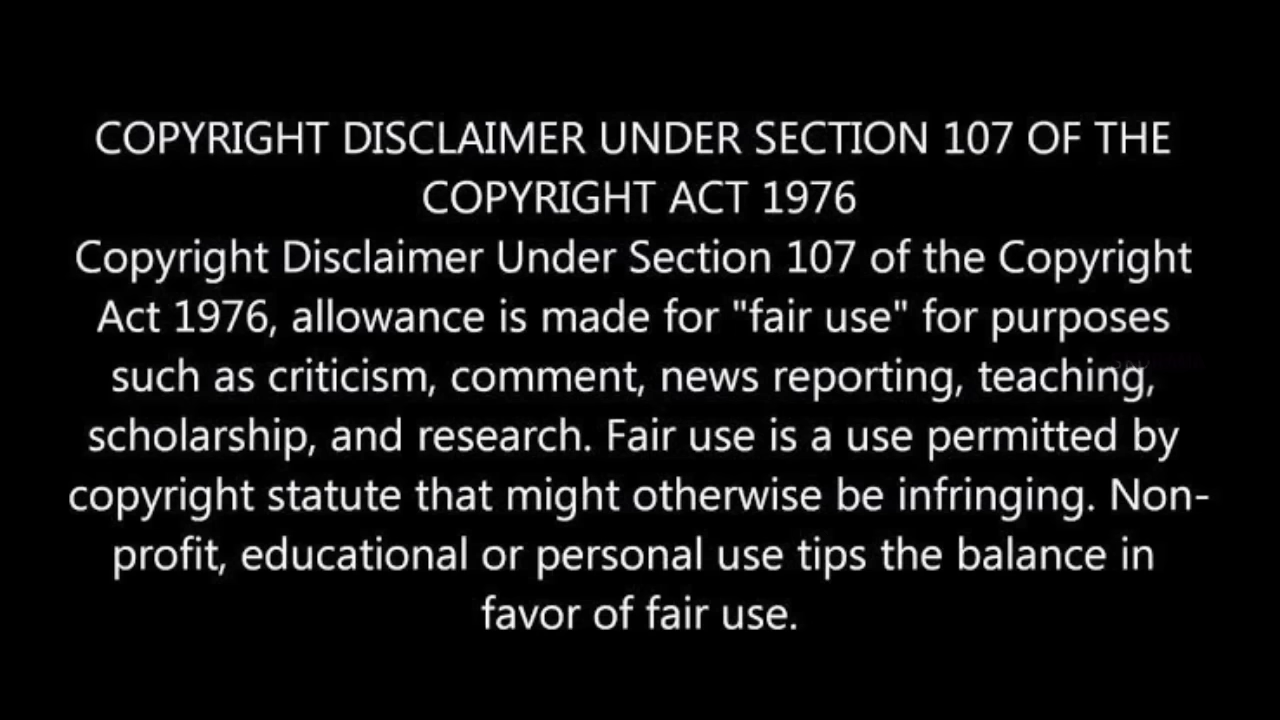 COPYRIGHT DISCLAIMER UNDER SECTION 107 OF THE
COPYRIGHT ACT 1976
Copyright Disclaimer Under Section 107 of the Copyright
Act 1976, allowance is made for "fair use" for purposes
such as criticism, comment, news reporting, teaching,
scholarship, and research. Fair use is a use permitted by
copyright statute that might otherwise be infringing. Non-
profit, educational or personal use tips the balance in
favor of fair use.